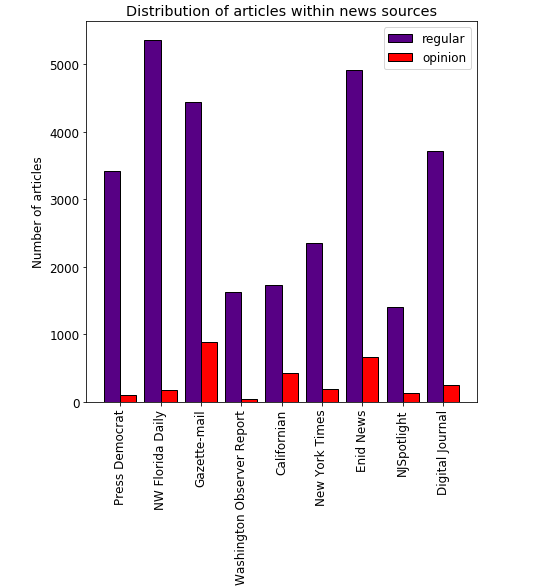 Distribution of articles within news sources
regular
opinion
Number of articles
5000
4000
3000
2000
1000
0
Press Democrat
NW Florida Daily
Gazette-mail
Washington Observer Report
Californian
New York Times
Enid News
NJSpotlight
Digital Journal